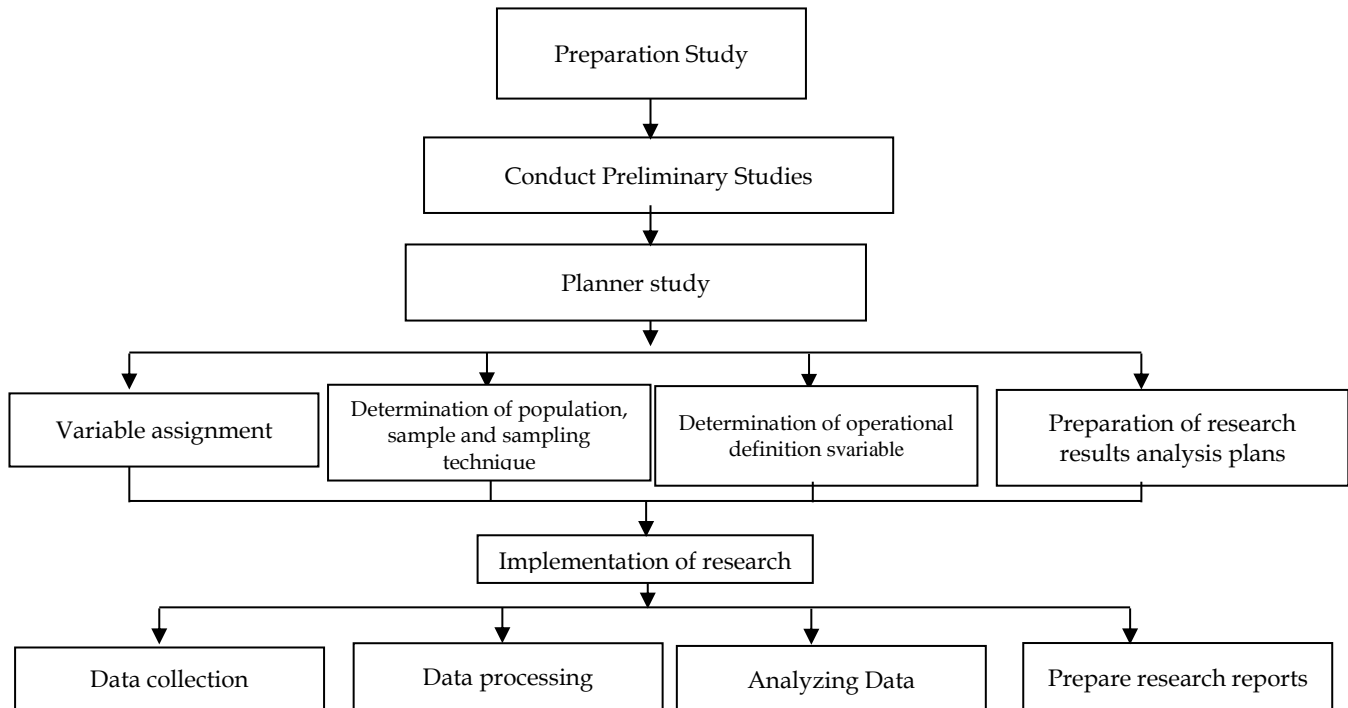 Preparation Study
Conduct Preliminary Studies
Planner study
Variable assignment
Determination of population,
sample and sampling
technique
Determination of operational
definition svariable
Preparation of research
results analysis plans
Implementation of research
Data collection
Data processing
Analyzing Data
Prepare research reports